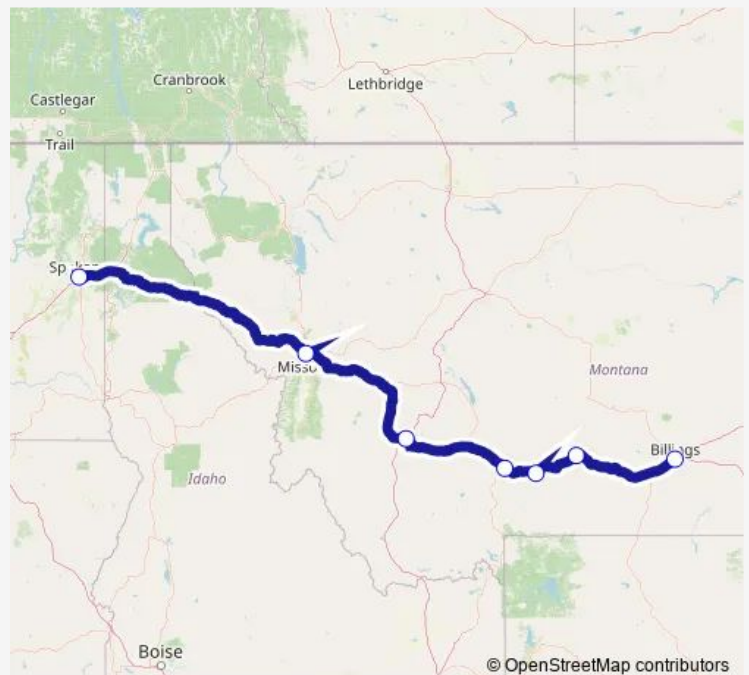 Cranbrook
Lethbridge
Castlegar
Trail
Montana
Idaho
Boise
© OpenStreetMap contributors